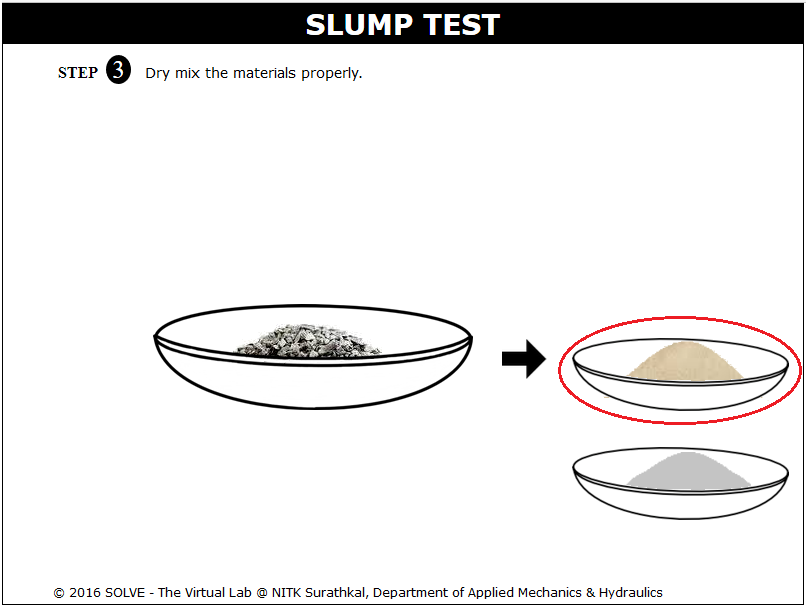 SLUMP TEST
STEP 3 Dry mix the materials properly.
© 2016 SOLVE - The Virtual Lab @ NITK Surathkal, Department of Applied Mechanics & Hydraulics